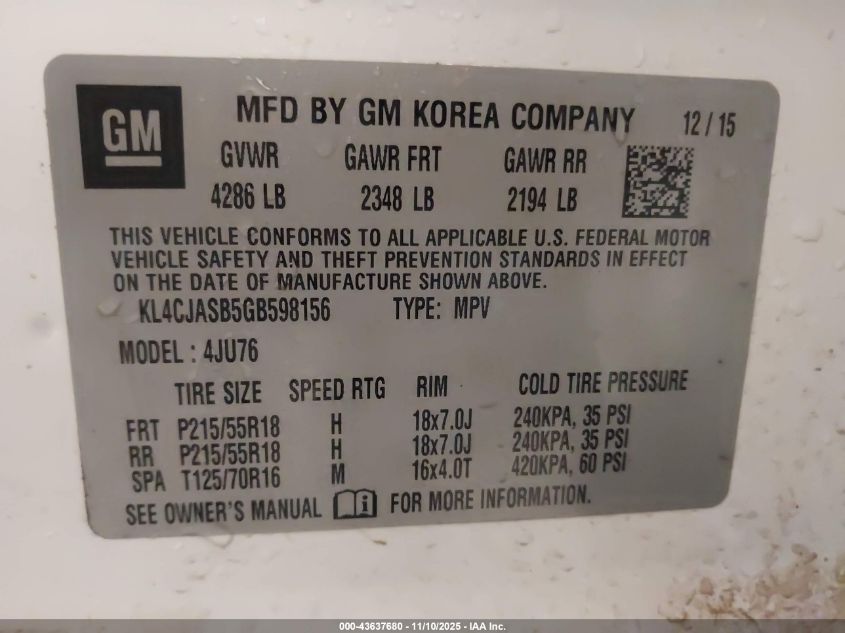 GM
MFD BY GM KOREA COMPANY 12 / 15
GVWR GAWR FRT GAWR RR
4286 LB 2348 LB 2194 LB
THIS VEHICLE CONFORMS TO ALL APPLICABLE U.S. FEDERAL MOTOR
VEHICLE SAFETY AND THEFT PREVENTION STANDARDS IN EFFECT
ON THE DATE OF MANUFACTURE SHOWN ABOVE.
KL4CJASB5GB598156 TYPE: MPV
MODEL : 4JU76
TIRE SIZE SPEED RTG RIM COLD TIRE PRESSURE
FRT P215/55R18 H 18x7.0J 240KPA, 35 PSI
RR P215/55R18 H 18x7.0J 240KPA, 35 PSI
SPA T125/70R16 M 16x4.0T 420KPA, 60 PSI
SEE OWNER'S MANUAL i FOR MORE INFORMATION.
000-43637680 - 11/10/2025 - IAA Inc.